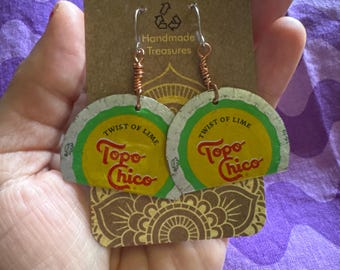 Handmade
Treasures
TWIST OF LIME
Topo
Chico
TWIST OF LIME
Topo
Chico